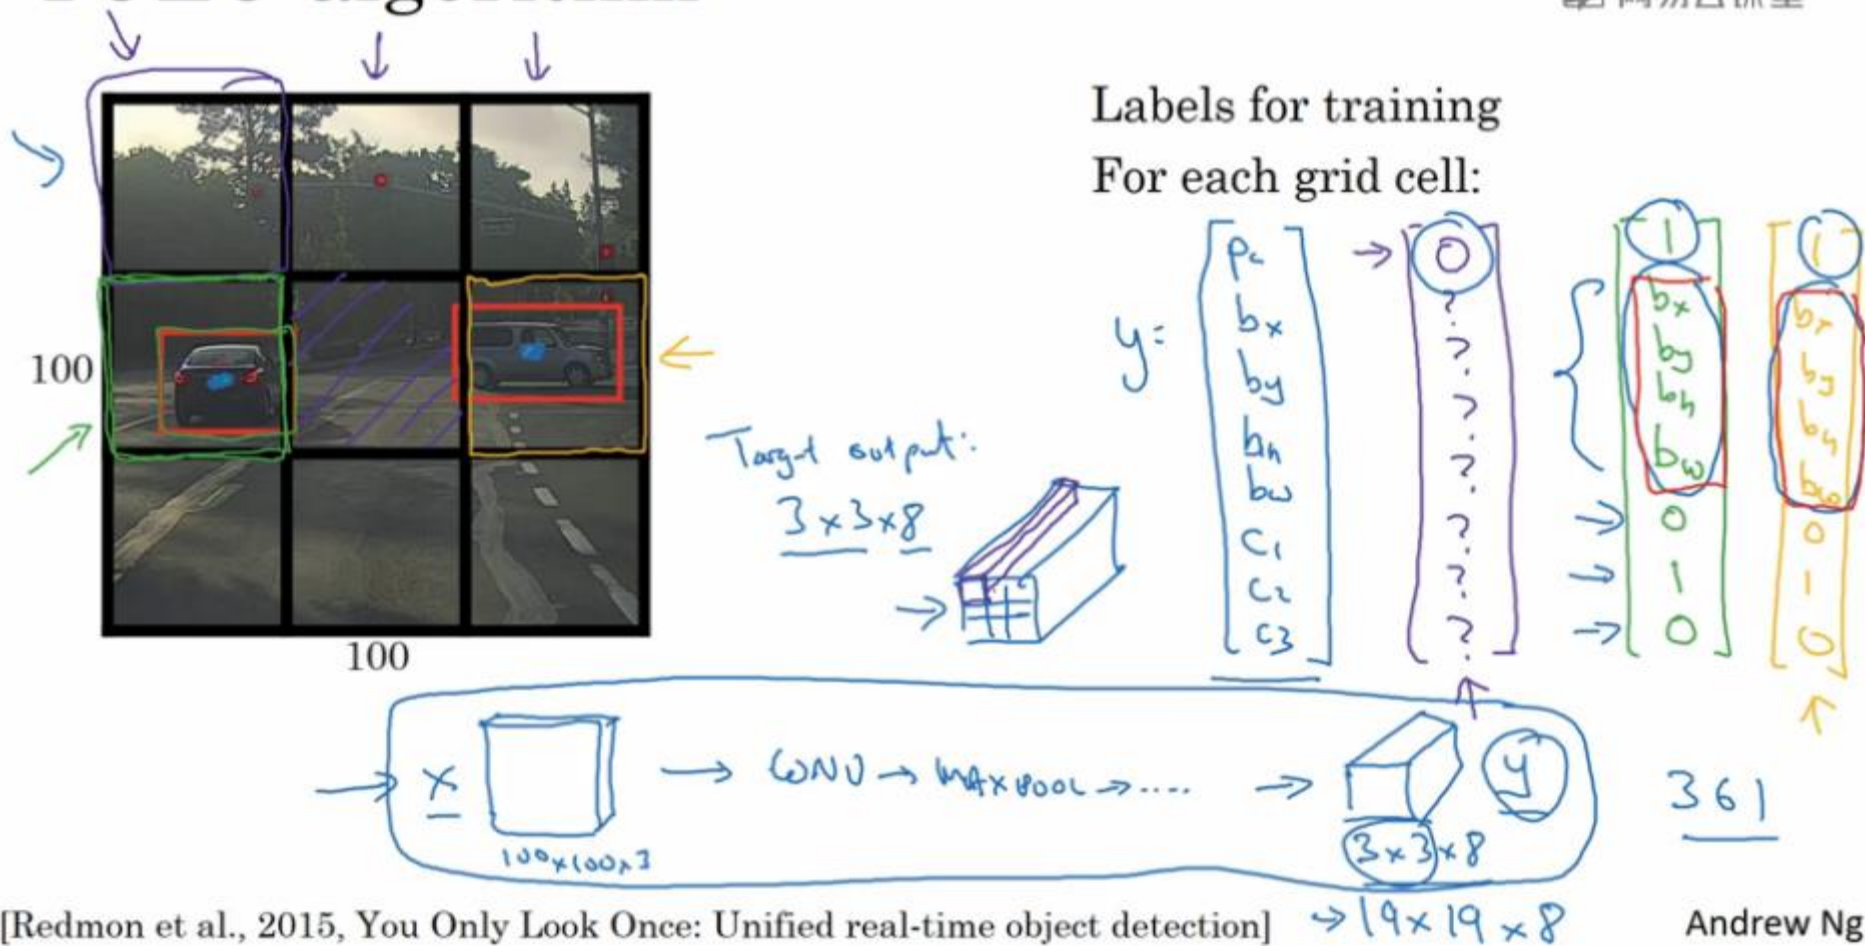 algorithm
Labels for training
For each grid cell:
y=
Pc
bx
by
bh
bw
C1
C2
C3
0
?
?
?
?
?
?
?
1
bx
by
bh
bw
0
1
0
1
bx
by
bh
bw
0
1
0
100
100
Target output:
3×3×8
x
100×100×3
→ CONV → MAXPOOL → ..... →
3×3×8
y
361
→ 19×19×8
[Redmon et al., 2015, You Only Look Once: Unified real-time object detection]
Andrew Ng